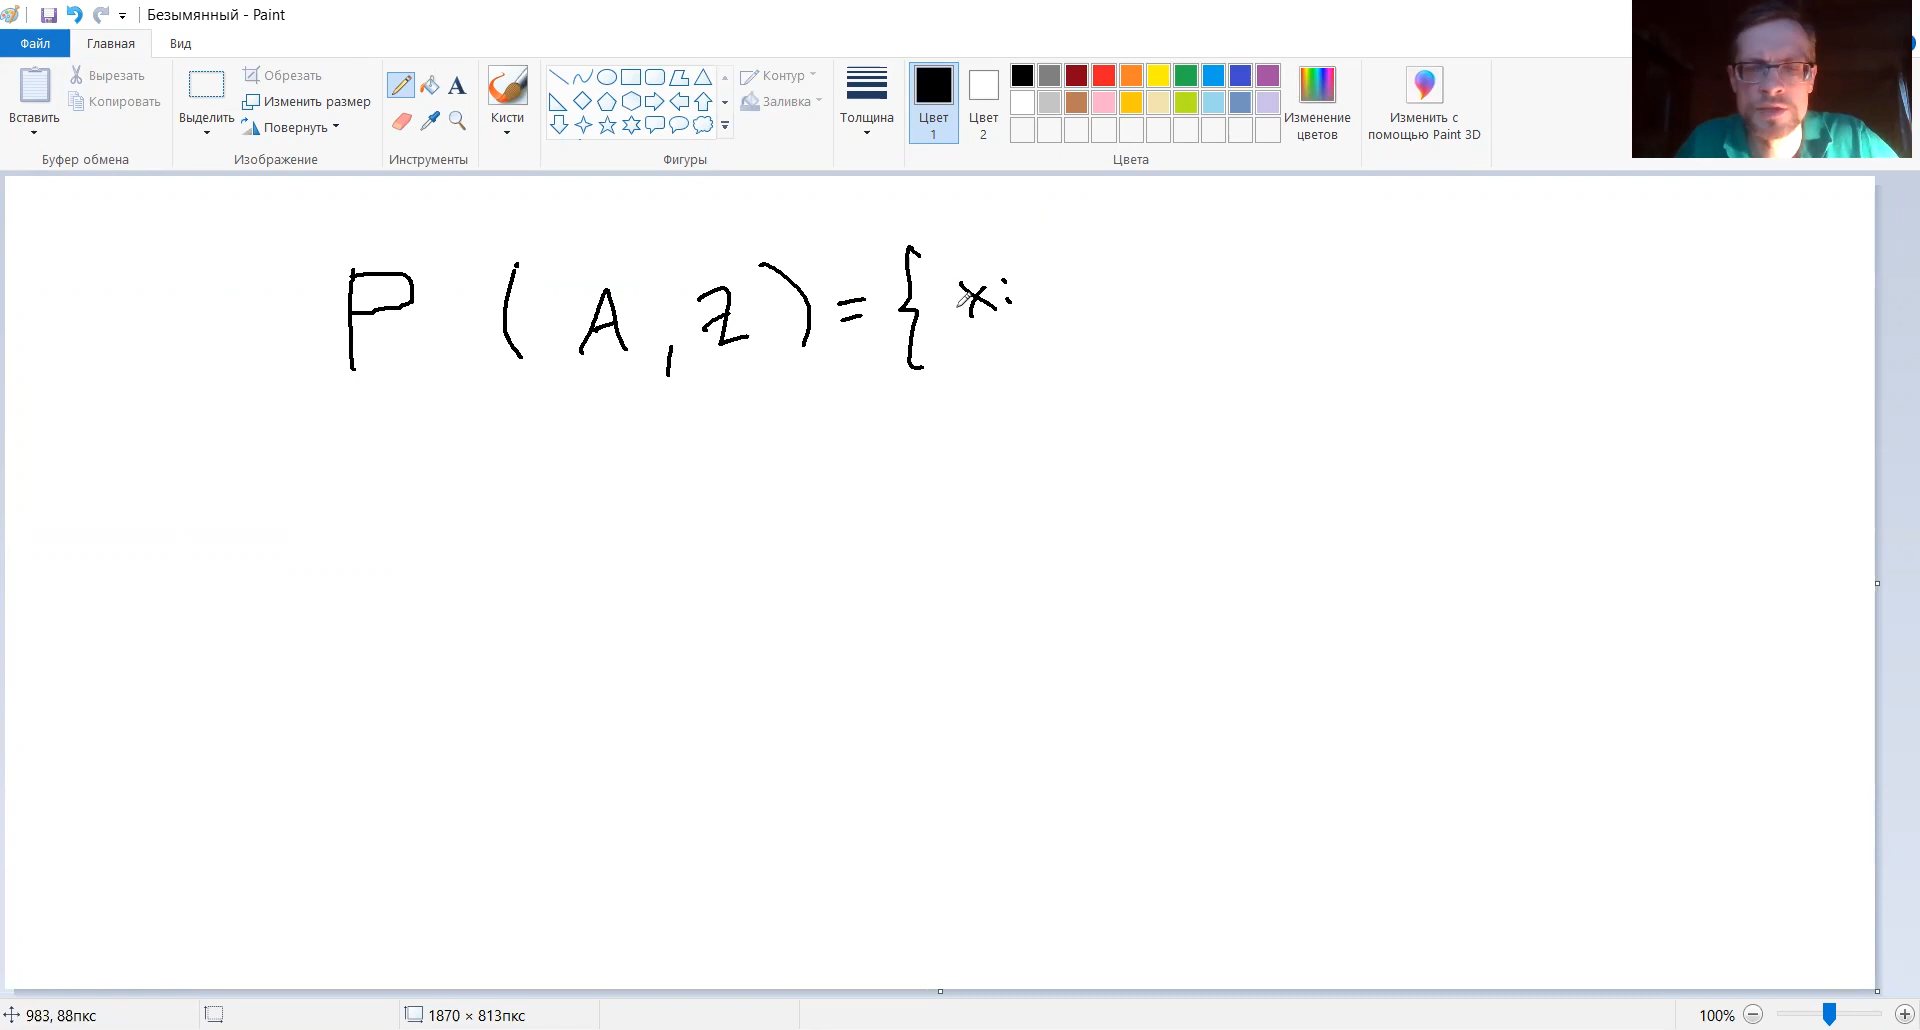 Безымянный - Paint
Файл Главная Вид
Вставить
Вырезать
Копировать
Буфер обмена
Выделить
Обрезать
Изменить размер
Повернуть
Изображение
A
Инструменты
Кисти
Фигуры
Контур
Заливка
Толщина
Цвет
1
Цвет
2
Изменение
цветов
Цвета
Изменить с
помощью Paint 3D
P ( A , 2 ) = { x :
983, 88пкс
1870 × 813пкс
100%